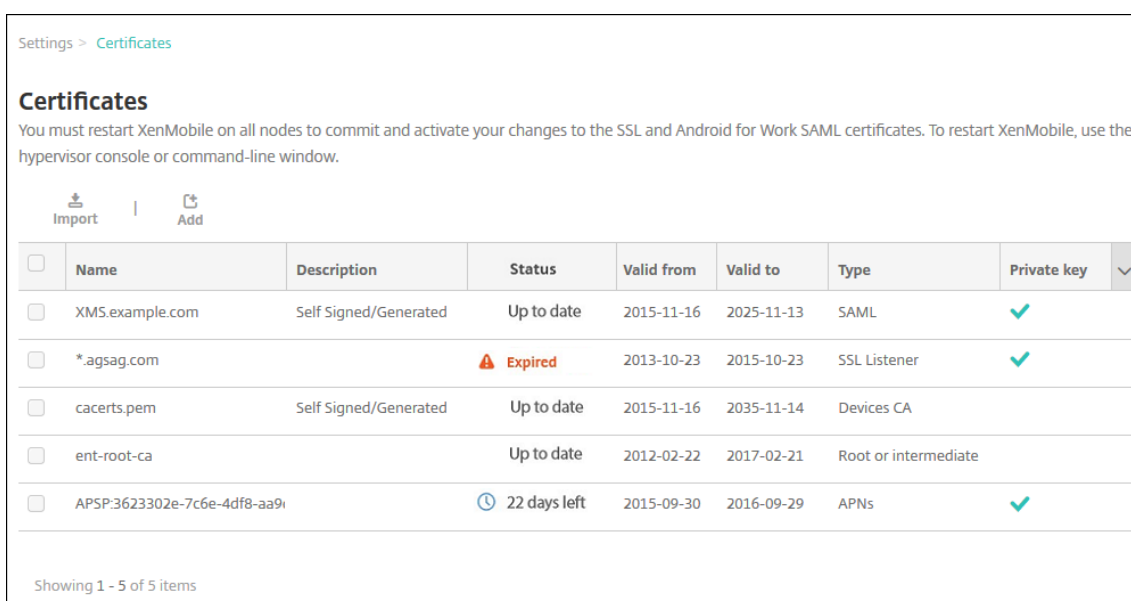 Settings > Certificates
Certificates
You must restart XenMobile on all nodes to commit and activate your changes to the SSL and Android for Work SAML certificates. To restart XenMobile, use the
hypervisor console or command-line window.
Import | Add
Name Description Status Valid from Valid to Type Private key
XMS.example.com Self Signed/Generated Up to date 2015-11-16 2025-11-13 SAML
*.agsag.com Expired 2013-10-23 2015-10-23 SSL Listener
cacerts.pem Self Signed/Generated Up to date 2015-11-16 2035-11-14 Devices CA
ent-root-ca Up to date 2012-02-22 2017-02-21 Root or intermediate
APSP:3623302e-7c6e-4df8-aa9 22 days left 2015-09-30 2016-09-29 APNs
Showing 1 - 5 of 5 items